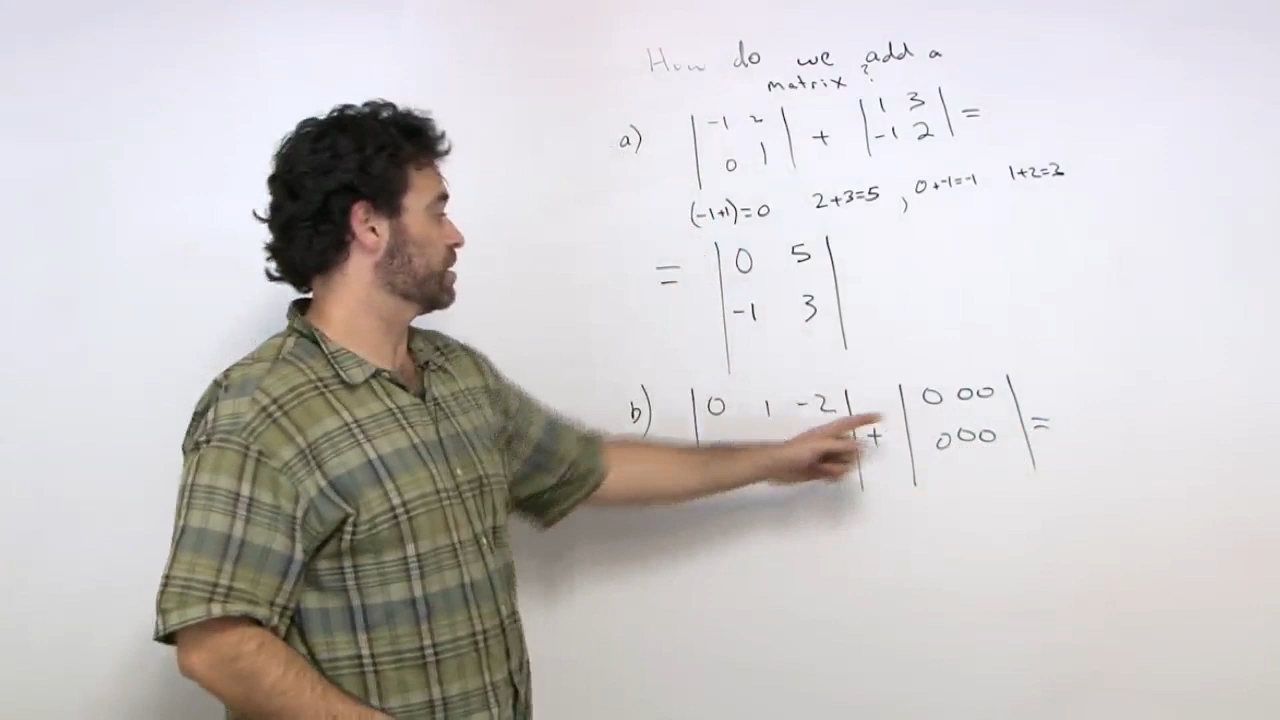 How do we add a
matrix?
a) | -1 2 | + | 1 3 | =
| 0 1 | | -1 2 |
(-1+1)=0 2+3=5 , 0+-1=-1 1+2=3
= | 0 5 |
| -1 3 |
b) | 0 1 -2 | + | 0 0 0 | =
| 0 0 0 |